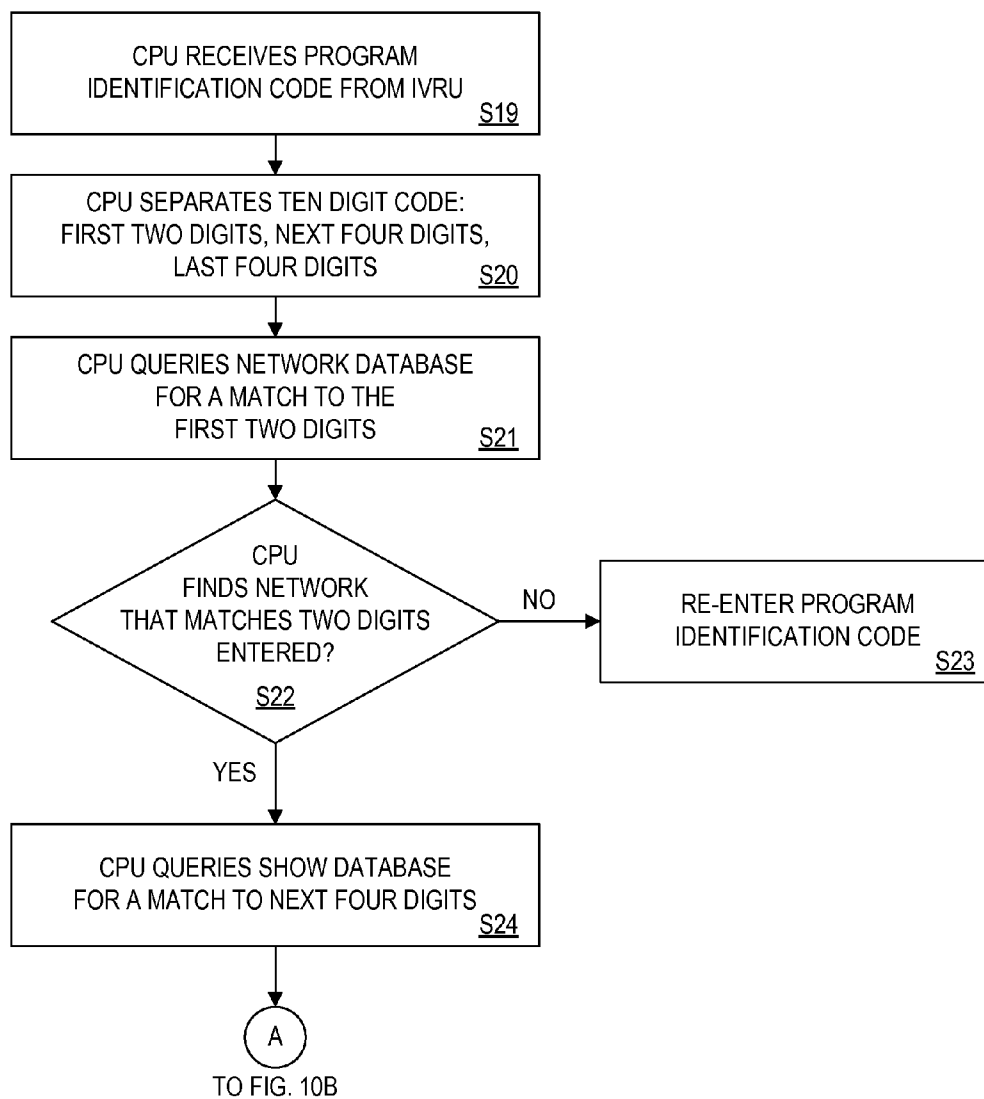 CPU RECEIVES PROGRAM
IDENTIFICATION CODE FROM IVRU
S19
CPU SEPARATES TEN DIGIT CODE:
FIRST TWO DIGITS, NEXT FOUR DIGITS,
LAST FOUR DIGITS
S20
CPU QUERIES NETWORK DATABASE
FOR A MATCH TO THE
FIRST TWO DIGITS
S21
CPU
FINDS NETWORK
THAT MATCHES TWO DIGITS
ENTERED?
S22
NO
RE-ENTER PROGRAM
IDENTIFICATION CODE
S23
YES
CPU QUERIES SHOW DATABASE
FOR A MATCH TO NEXT FOUR DIGITS
S24
A
TO FIG. 10B